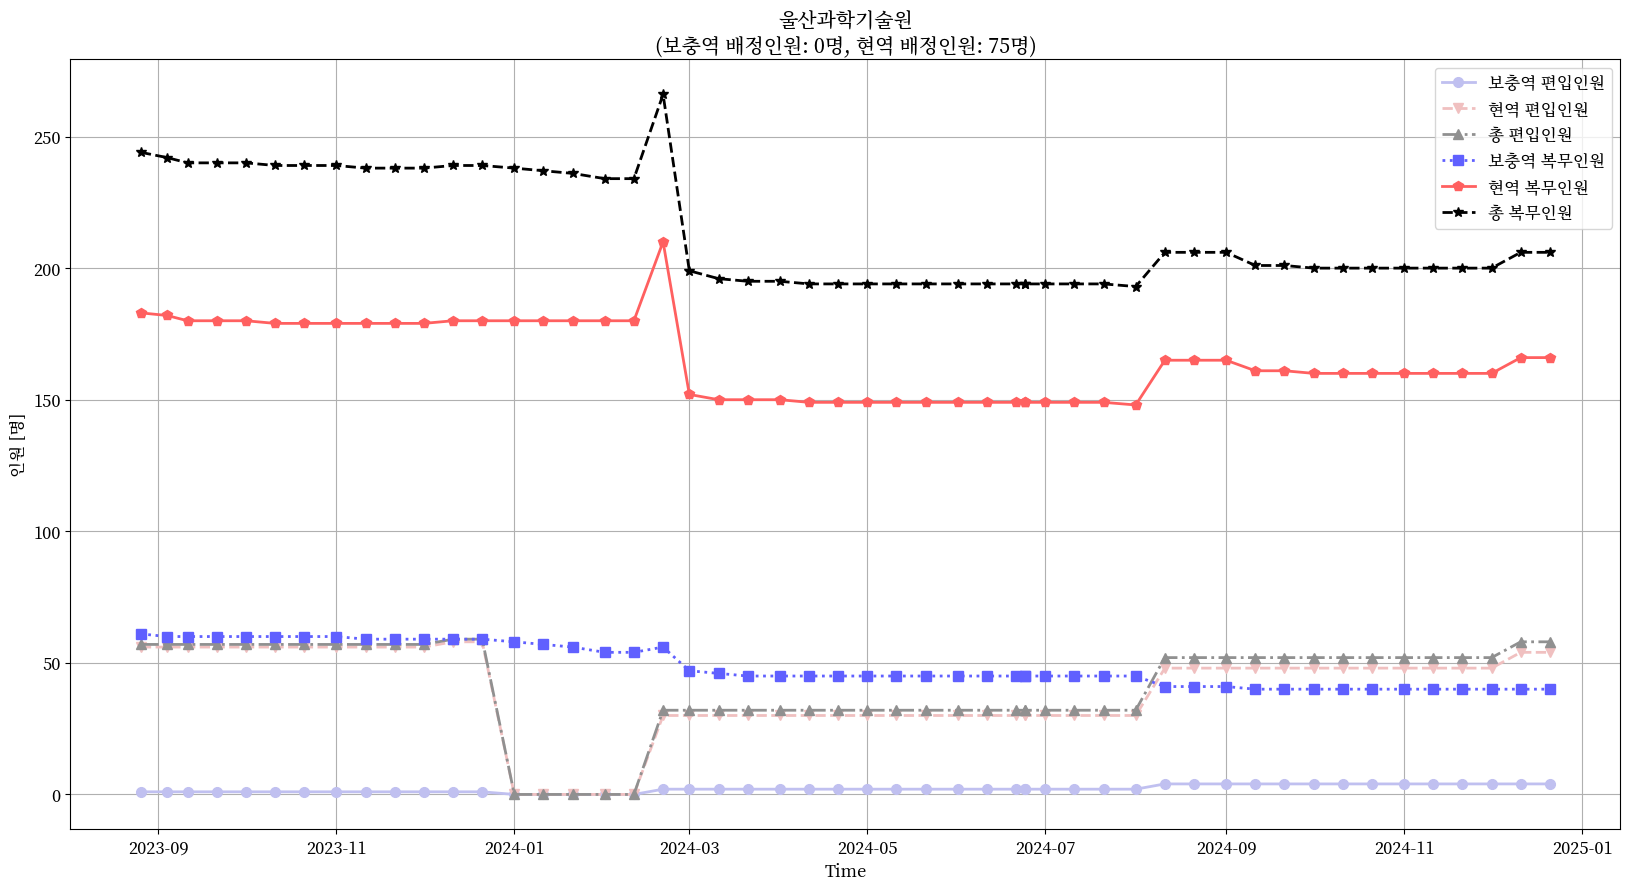 울산과학기술원
(보충역 배정인원: 0명, 현역 배정인원: 75명)
보충역 편입인원
현역 편입인원
총 편입인원
보충역 복무인원
현역 복무인원
총 복무인원
인원 [명]
250
200
150
100
50
0
2023-09
2023-11
2024-01
2024-03
2024-05
2024-07
2024-09
2024-11
2025-01
Time